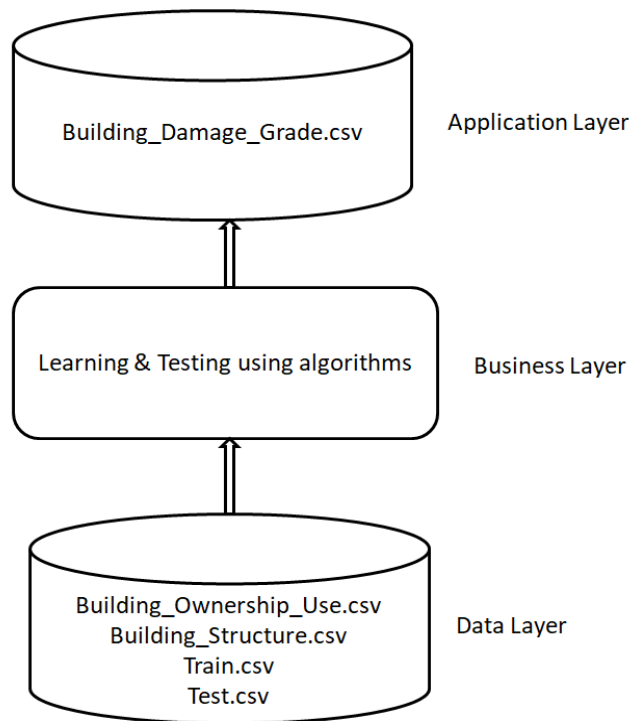 Building_Damage_Grade.csv
Application Layer
Learning & Testing using algorithms
Business Layer
Building_Ownership_Use.csv
Building_Structure.csv
Train.csv
Test.csv
Data Layer